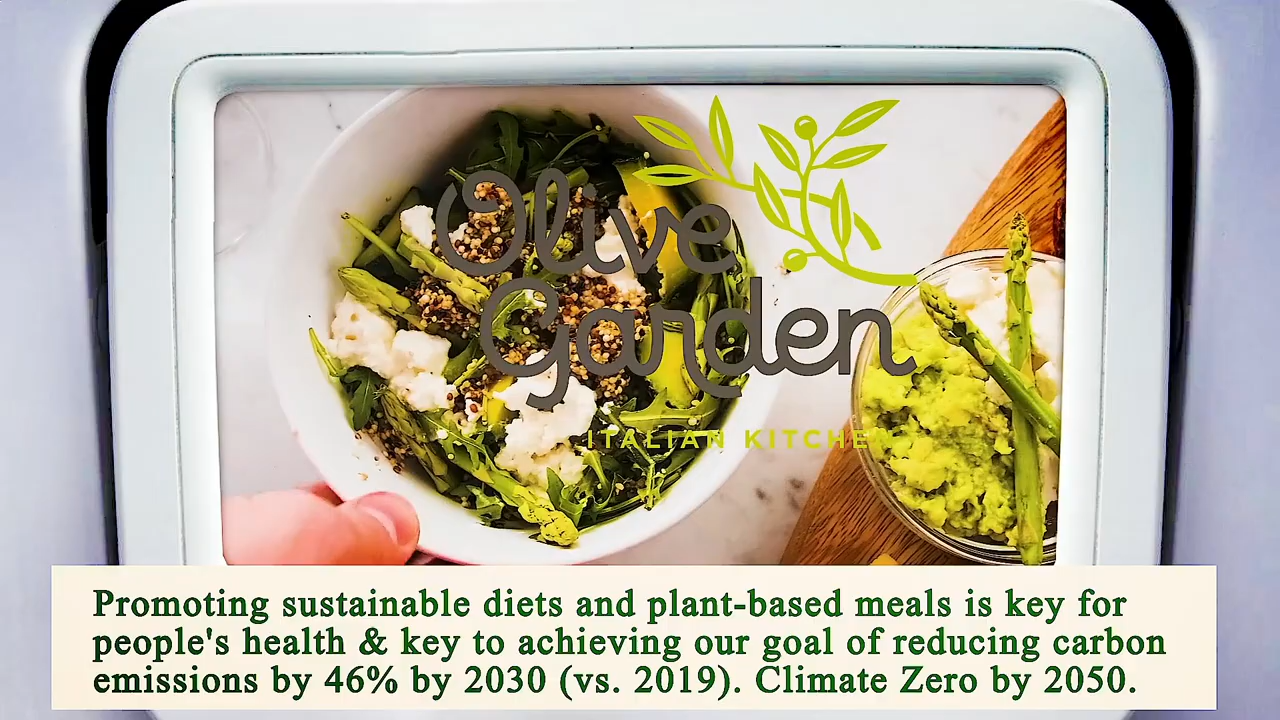 Olive
Garden
ITALIAN KITCHEN
Promoting sustainable diets and plant-based meals is key for
people's health & key to achieving our goal of reducing carbon
emissions by 46% by 2030 (vs. 2019). Climate Zero by 2050.